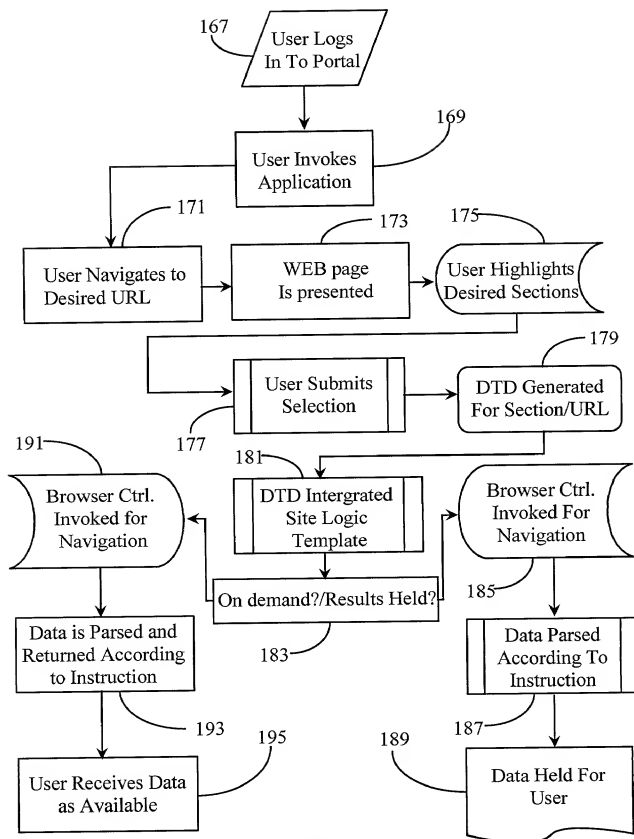 167
User Logs
In To Portal
169
User Invokes
Application
171
173
175
User Navigates to
Desired URL
WEB page
Is presented
User Highlights
Desired Sections
179
User Submits
Selection
DTD Generated
For Section/URL
177
191
181
Browser Ctrl.
Invoked for
Navigation
DTD Intergrated
Site Logic
Template
Browser Ctrl.
Invoked For
Navigation
185
On demand?/Results Held?
183
Data is Parsed and
Returned According
to Instruction
Data Parsed
According To
Instruction
193
187
195
189
User Receives Data
as Available
Data Held For
User